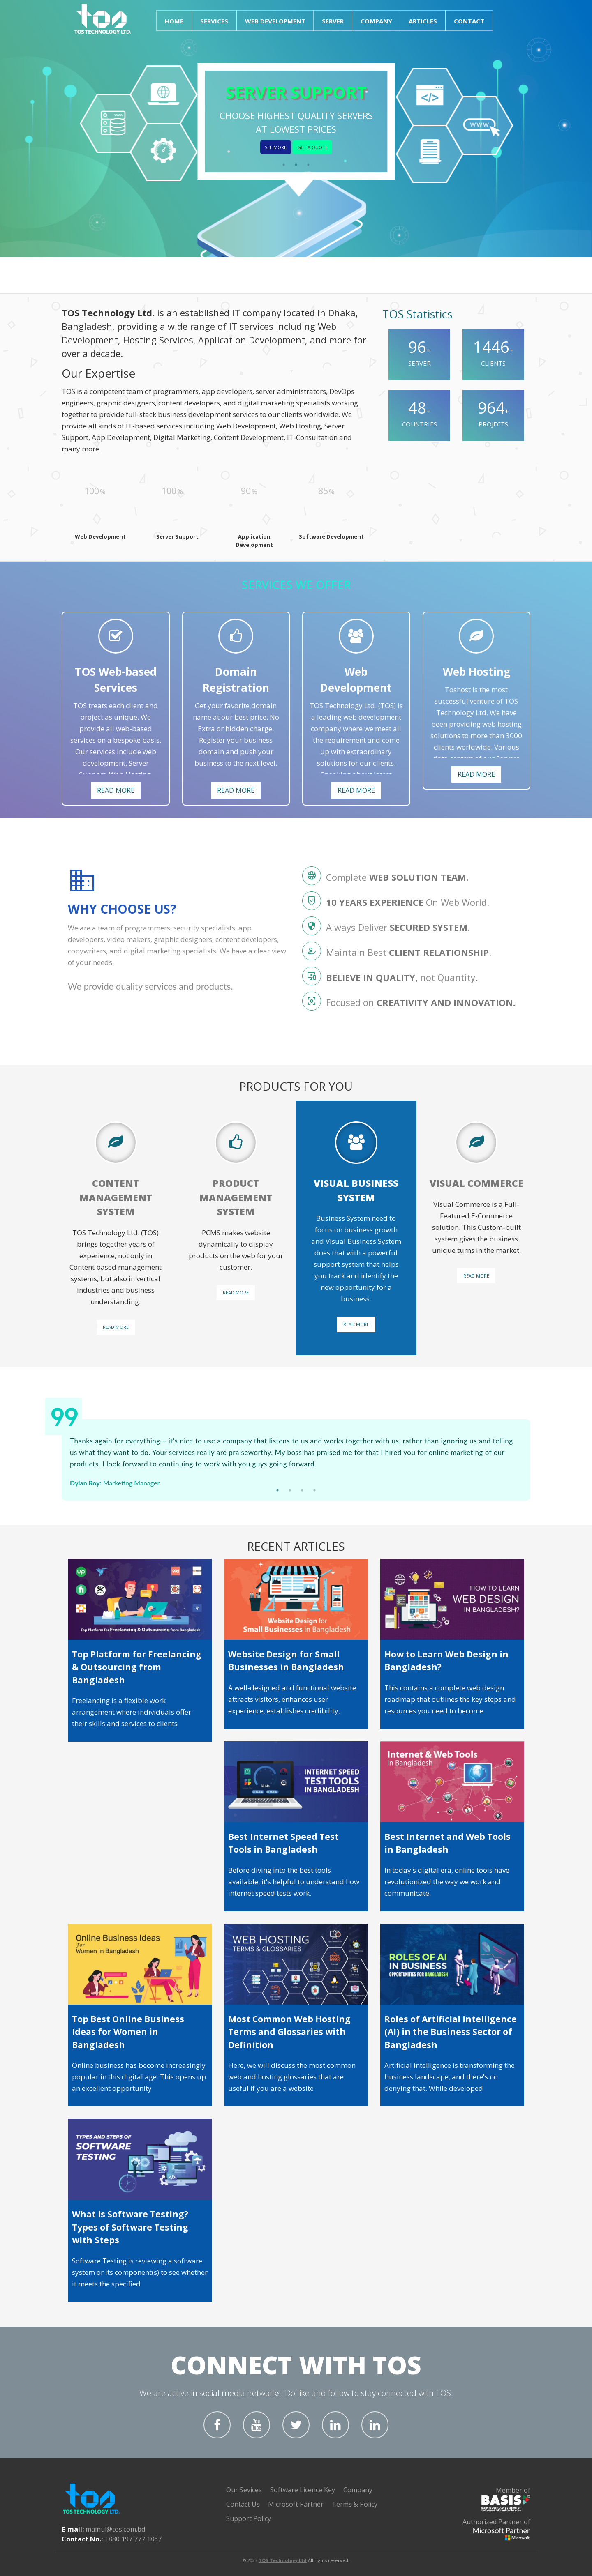 tos
TOS TECHNOLOGY LTD.
HOME
SERVICES
WEB DEVELOPMENT
SERVER
COMPANY
ARTICLES
CONTACT
SERVER SUPPORT
CHOOSE HIGHEST QUALITY SERVERS
AT LOWEST PRICES
SEE MORE
GET A QUOTE
WWW
TOS Technology Ltd. is an established IT company located in Dhaka,
Bangladesh, providing a wide range of IT services including Web
Development, Hosting Services, Application Development, and more for
over a decade.
Our Expertise
TOS is a competent team of programmers, app developers, server administrators, DevOps
engineers, graphic designers, content developers, and digital marketing specialists working
together to provide full-stack business development services to our clients worldwide. We
provide all kinds of IT-based services including Web Development, Web Hosting, Server
Support, App Development, Digital Marketing, Content Development, IT-Consultation and
many more.
TOS Statistics
96+
SERVER
1446+
CLIENTS
48+
COUNTRIES
964+
PROJECTS
100%
100%
90%
85%
Web Development
Server Support
Application
Development
Software Development
SERVICES WE OFFER
TOS Web-based
Services
TOS treats each client and
project as unique. We
provide all web-based
services on a bespoke basis.
Our services include web
development, Server
Support, Web Hosting,
READ MORE
Domain
Registration
Get your favorite domain
name at our best price. No
Extra or hidden charge.
Register your business
domain and push your
business to the next level.
READ MORE
Web
Development
TOS Technology Ltd. (TOS) is
a leading web development
company where we meet all
the requirement and come
up with extraordinary
solutions for our clients.
READ MORE
Web Hosting
Toshost is the most
successful venture of TOS
Technology Ltd. We have
been providing web hosting
solutions to more than 3000
clients worldwide. Various
READ MORE
WHY CHOOSE US?
We are a team of programmers, security specialists, app
developers, video makers, graphic designers, content developers,
copywriters, and digital marketing specialists. We have a clear view
of your needs.
We provide quality services and products.
Complete WEB SOLUTION TEAM.
10 YEARS EXPERIENCE On Web World.
Always Deliver SECURED SYSTEM.
Maintain Best CLIENT RELATIONSHIP.
BELIEVE IN QUALITY, not Quantity.
Focused on CREATIVITY AND INNOVATION.
PRODUCTS FOR YOU
CONTENT
MANAGEMENT
SYSTEM
TOS Technology Ltd. (TOS)
brings together years of
experience, not only in
Content based management
systems, but also in vertical
industries and business
understanding.
READ MORE
PRODUCT
MANAGEMENT
SYSTEM
PCMS makes website
dynamically to display
products on the web for your
customer.
READ MORE
VISUAL BUSINESS
SYSTEM
Business System need to
focus on business growth
and Visual Business System
does that with a powerful
support system that helps
you track and identify the
new opportunity for a
business.
READ MORE
VISUAL COMMERCE
Visual Commerce is a Full-
Featured E-Commerce
solution. This Custom-built
system gives the business
unique turns in the market.
READ MORE
Thanks again for everything – it's nice to use a company that listens to us and works together with us, rather than ignoring us and telling
us what they want to do. Your services really are praiseworthy. My boss has praised me for that I hired you for online marketing of our
products. I look forward to continuing to work with you guys going forward.
Dylan Roy: Marketing Manager
RECENT ARTICLES
Top Platform for Freelancing & Outsourcing from Bangladesh
Top Platform for Freelancing
& Outsourcing from
Bangladesh
Freelancing is a flexible work
arrangement where individuals offer
their skills and services to clients
Website Design for
Small Businesses in Bangladesh
Website Design for Small
Businesses in Bangladesh
A well-designed and functional website
attracts visitors, enhances user
experience, establishes credibility,
HOW TO LEARN
WEB DESIGN
IN BANGLADESH?
How to Learn Web Design in
Bangladesh?
This contains a complete web design
roadmap that outlines the key steps and
resources you need to become
INTERNET SPEED
TEST TOOLS
IN BANGLADESH
Best Internet Speed Test
Tools in Bangladesh
Before diving into the best tools
available, it's helpful to understand how
internet speed tests work.
Internet & Web Tools
In Bangladesh
Best Internet and Web Tools
in Bangladesh
In today's digital era, online tools have
revolutionized the way we work and
communicate.
Online Business Ideas
for
Women in Bangladesh
Top Best Online Business
Ideas for Women in
Bangladesh
Online business has become increasingly
popular in this digital age. This opens up
an excellent opportunity
WEB HOSTING
TERMS & GLOSSARIES
Most Common Web Hosting
Terms and Glossaries with
Definition
Here, we will discuss the most common
web and hosting glossaries that are
useful if you are a website
ROLES OF AI
IN BUSINESS
OPPORTUNITIES FOR BANGLADESH
Roles of Artificial Intelligence
(AI) in the Business Sector of
Bangladesh
Artificial intelligence is transforming the
business landscape, and there's no
denying that. While developed
TYPES AND STEPS OF
SOFTWARE
TESTING
What is Software Testing?
Types of Software Testing
with Steps
Software Testing is reviewing a software
system or its component(s) to see whether
it meets the specified
CONNECT WITH TOS
We are active in social media networks. Do like and follow to stay connected with TOS.
tos
TOS TECHNOLOGY LTD.
E-mail: mainul@tos.com.bd
Contact No.: +880 197 777 1867
Our Sevices
Software Licence Key
Company
Contact Us
Microsoft Partner
Terms & Policy
Support Policy
Member of
BASIS
Authorized Partner of
Microsoft Partner
Microsoft
© 2023 TOS Technology Ltd All rights reserved